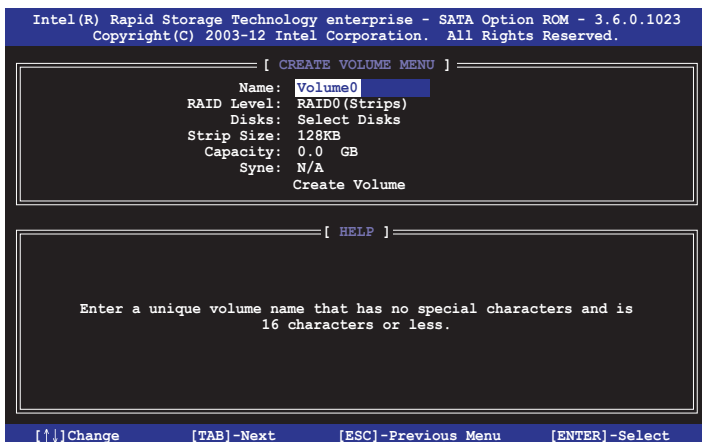 Intel(R) Rapid Storage Technology enterprise - SATA Option ROM - 3.6.0.1023
Copyright(C) 2003-12 Intel Corporation. All Rights Reserved.
[ CREATE VOLUME MENU ]
Name: Volume0
RAID Level: RAID0(Strips)
Disks: Select Disks
Strip Size: 128KB
Capacity: 0.0 GB
Syne: N/A
Create Volume
[ HELP ]
Enter a unique volume name that has no special characters and is
16 characters or less.
[↑↓]Change [TAB]-Next [ESC]-Previous Menu [ENTER]-Select